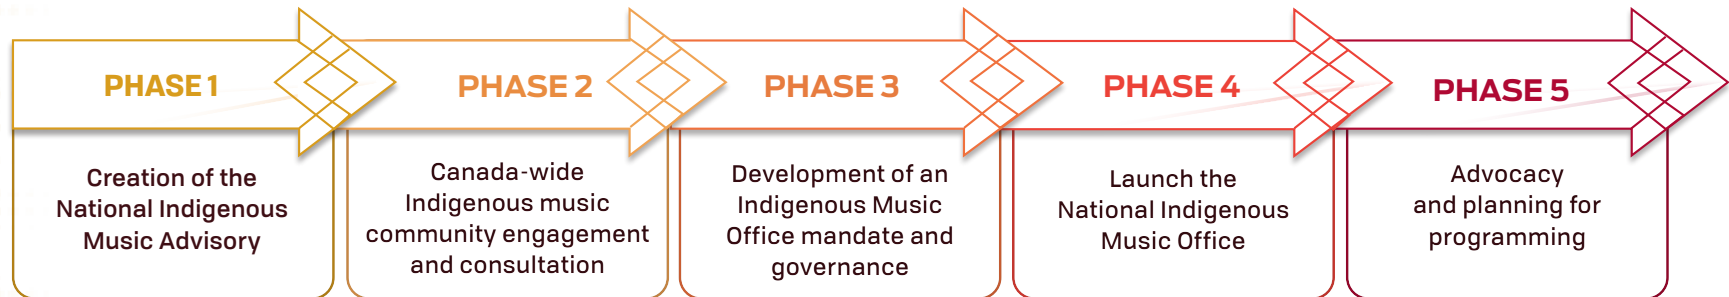 PHASE 1
Creation of the
National Indigenous
Music Advisory
PHASE 2
Canada-wide
Indigenous music
community engagement
and consultation
PHASE 3
Development of an
Indigenous Music
Office mandate and
governance
PHASE 4
Launch the
National Indigenous
Music Office
PHASE 5
Advocacy
and planning for
programming